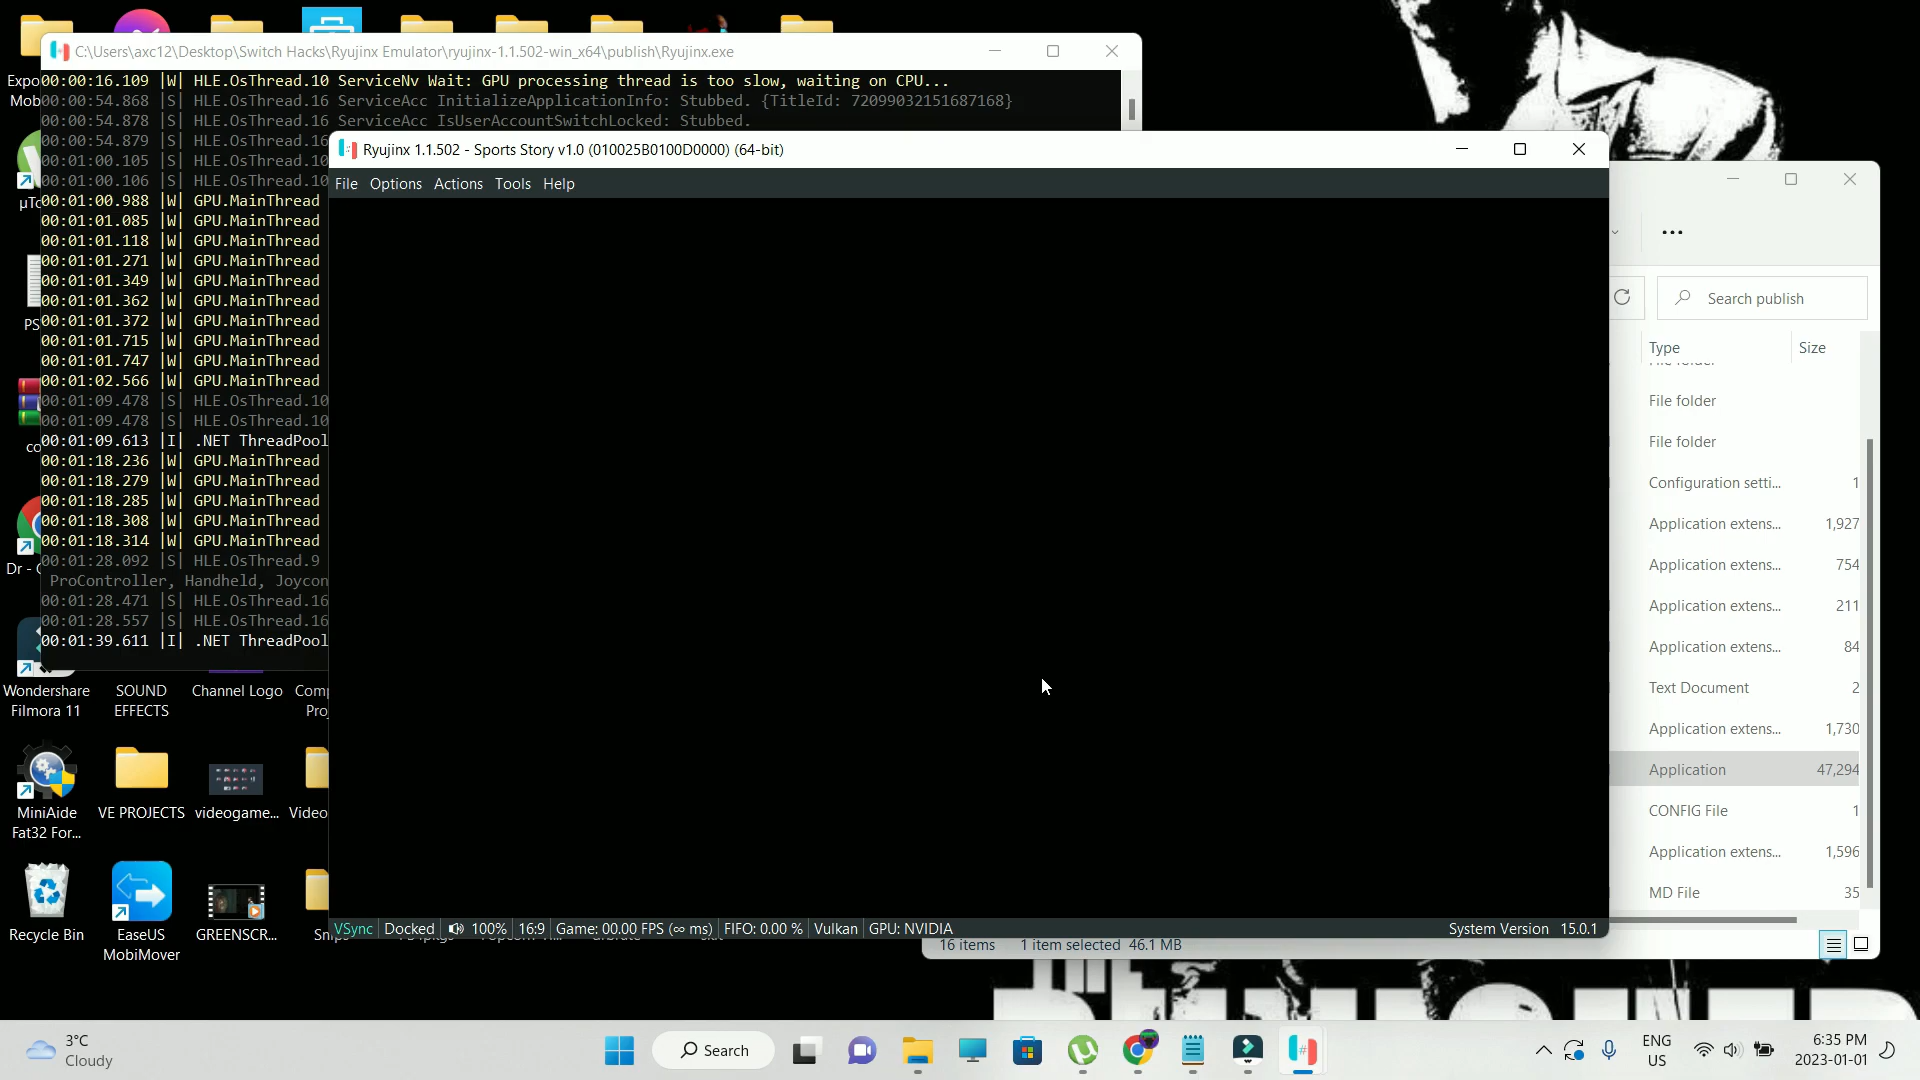 C:\Users\axc12\Desktop\Switch Hacks\Ryujinx Emulator\ryujinx-1.1.502-win_x64\publish\Ryujinx.exe
00:00:16.109 |W| HLE.OsThread.10 ServiceNv Wait: GPU processing thread is too slow, waiting on CPU...
00:00:54.868 |S| HLE.OsThread.16 ServiceAcc InitializeApplicationInfo: Stubbed. {TitleId: 72099032151687168}
00:00:54.878 |S| HLE.OsThread.16 ServiceAcc IsUserAccountSwitchLocked: Stubbed.
00:00:54.879 |S| HLE.OsThread.16
00:01:00.105 |S| HLE.OsThread.10
00:01:00.106 |S| HLE.OsThread.10
00:01:00.988 |W| GPU.MainThread
00:01:01.085 |W| GPU.MainThread
00:01:01.118 |W| GPU.MainThread
00:01:01.271 |W| GPU.MainThread
00:01:01.349 |W| GPU.MainThread
00:01:01.362 |W| GPU.MainThread
00:01:01.372 |W| GPU.MainThread
00:01:01.715 |W| GPU.MainThread
00:01:01.747 |W| GPU.MainThread
00:01:02.566 |W| GPU.MainThread
00:01:09.478 |S| HLE.OsThread.10
00:01:09.478 |S| HLE.OsThread.10
00:01:09.613 |I| .NET ThreadPool
00:01:18.236 |W| GPU.MainThread
00:01:18.279 |W| GPU.MainThread
00:01:18.285 |W| GPU.MainThread
00:01:18.308 |W| GPU.MainThread
00:01:18.314 |W| GPU.MainThread
00:01:28.092 |S| HLE.OsThread.9
ProController, Handheld, Joycon
00:01:28.471 |S| HLE.OsThread.16
00:01:28.557 |S| HLE.OsThread.16
00:01:39.611 |I| .NET ThreadPool
Ryujinx 1.1.502 - Sports Story v1.0 (010025B0100D0000) (64-bit)
File Options Actions Tools Help
VSync Docked 100% 16:9 Game: 00.00 FPS (∞ ms) FIFO: 0.00 % Vulkan GPU: NVIDIA System Version 15.0.1
Search publish
Type Size
File folder
File folder
Configuration setti... 1
Application extens... 1,927
Application extens... 754
Application extens... 211
Application extens... 84
Text Document 2
Application extens... 1,730
Application 47,294
CONFIG File 1
Application extens... 1,596
MD File 35
16 items 1 item selected 46.1 MB
Wondershare
Filmora 11
SOUND
EFFECTS
Channel Logo
MiniAide
Fat32 For...
VE PROJECTS
videogame...
Recycle Bin
EaseUS
MobiMover
GREENSCR...
3°C
Cloudy
Search
ENG
US
6:35 PM
2023-01-01